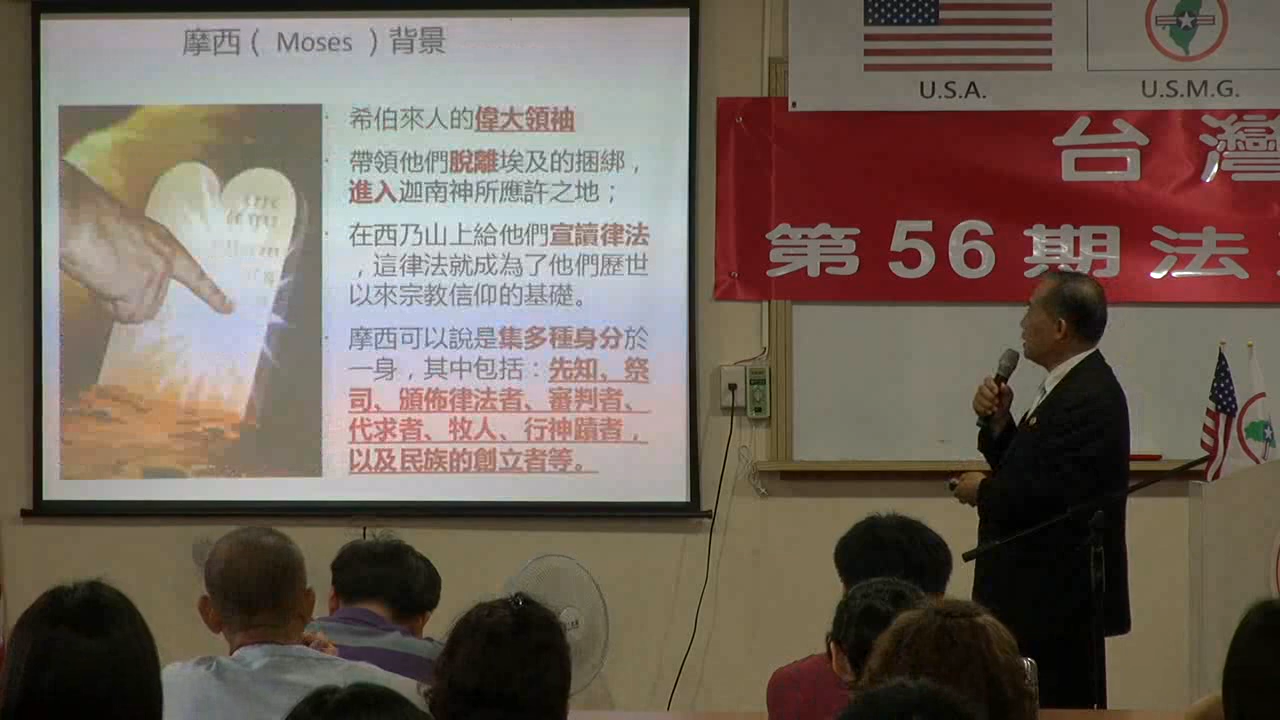 摩西（ Moses ）背景
希伯來人的偉大領袖
帶領他們脫離埃及的捆綁，
進入迦南神所應許之地；
在西乃山上給他們宣讀律法
，這律法就成為了他們歷世
以來宗教信仰的基礎。
摩西可以說是集多種身分於
一身，其中包括：先知、祭
司、頒佈律法者、審判者、
代求者、牧人、行神蹟者，
以及民族的創立者等。
U.S.A.
U.S.M.G.
台灣
第56期法